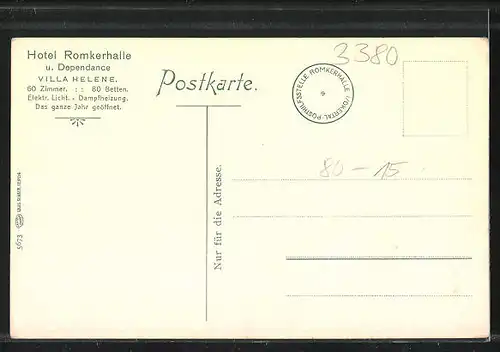 Hotel Romkerhalle
u. Dependance
VILLA HELENE.
60 Zimmer. : : 80 Betten.
Elektr. Licht. - Dampfheizung.
Das ganze Jahr geöffnet.
Postkarte.
POSTHILFSSTELLE ROMKERHALLE (OKERTAL)
3380
80-15
Nur für die Adresse.
5673